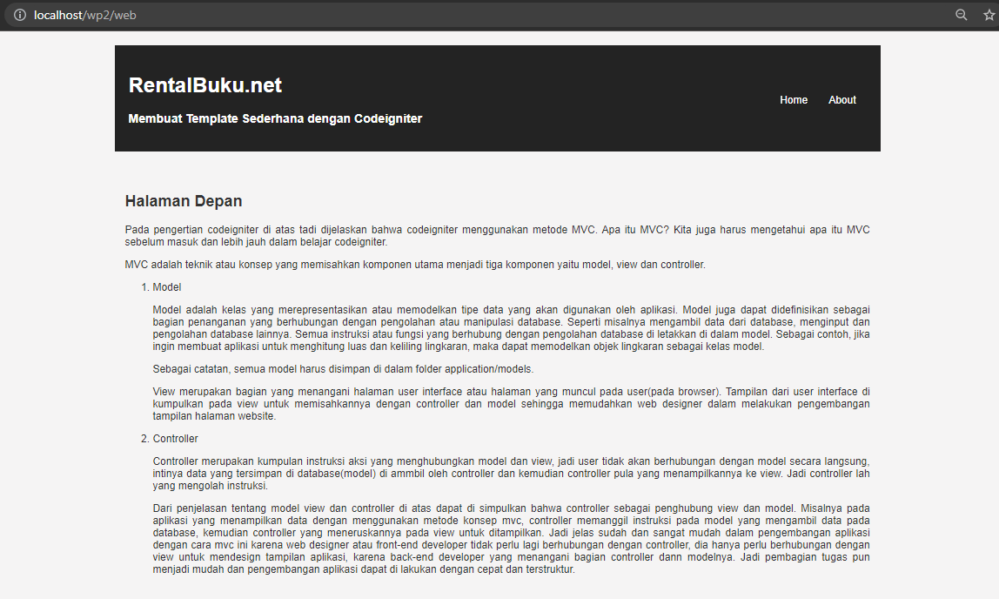 localhost/wp2/web
RentalBuku.net
Membuat Template Sederhana dengan Codeigniter
Home About
Halaman Depan
Pada pengertian codeigniter di atas tadi dijelaskan bahwa codeigniter menggunakan metode MVC. Apa itu MVC? Kita juga harus mengetahui apa itu MVC
sebelum masuk dan lebih jauh dalam belajar codeigniter.
MVC adalah teknik atau konsep yang memisahkan komponen utama menjadi tiga komponen yaitu model, view dan controller.
1. Model
Model adalah kelas yang merepresentasikan atau memodelkan tipe data yang akan digunakan oleh aplikasi. Model juga dapat didefinisikan sebagai
bagian penanganan yang berhubungan dengan pengolahan atau manipulasi database. Seperti misalnya mengambil data dari database, menginput dan
pengolahan database lainnya. Semua instruksi atau fungsi yang berhubung dengan pengolahan database di letakkan di dalam model. Sebagai contoh, jika
ingin membuat aplikasi untuk menghitung luas dan keliling lingkaran, maka dapat memodelkan objek lingkaran sebagai kelas model.
Sebagai catatan, semua model harus disimpan di dalam folder application/models.
View merupakan bagian yang menangani halaman user interface atau halaman yang muncul pada user(pada browser). Tampilan dari user interface di
kumpulkan pada view untuk memisahkannya dengan controller dan model sehingga memudahkan web designer dalam melakukan pengembangan
tampilan halaman website.
2. Controller
Controller merupakan kumpulan instruksi aksi yang menghubungkan model dan view, jadi user tidak akan berhubungan dengan model secara langsung,
intinya data yang tersimpan di database(model) di ammbil oleh controller dan kemudian controller pula yang menampilkannya ke view. Jadi controller lah
yang mengolah instruksi.
Dari penjelasan tentang model view dan controller di atas dapat di simpulkan bahwa controller sebagai penghubung view dan model. Misalnya pada
aplikasi yang menampilkan data dengan menggunakan metode konsep mvc, controller memanggil instruksi pada model yang mengambil data pada
database, kemudian controller yang meneruskannya pada view untuk ditampilkan. Jadi jelas sudah dan sangat mudah dalam pengembangan aplikasi
dengan cara mvc ini karena web designer atau front-end developer tidak perlu lagi berhubungan dengan controller, dia hanya perlu berhubungan dengan
view untuk mendesign tampilan aplikasi, karena back-end developer yang menangani bagian controller dann modelnya. Jadi pembagian tugas pun
menjadi mudah dan pengembangan aplikasi dapat di lakukan dengan cepat dan terstruktur.